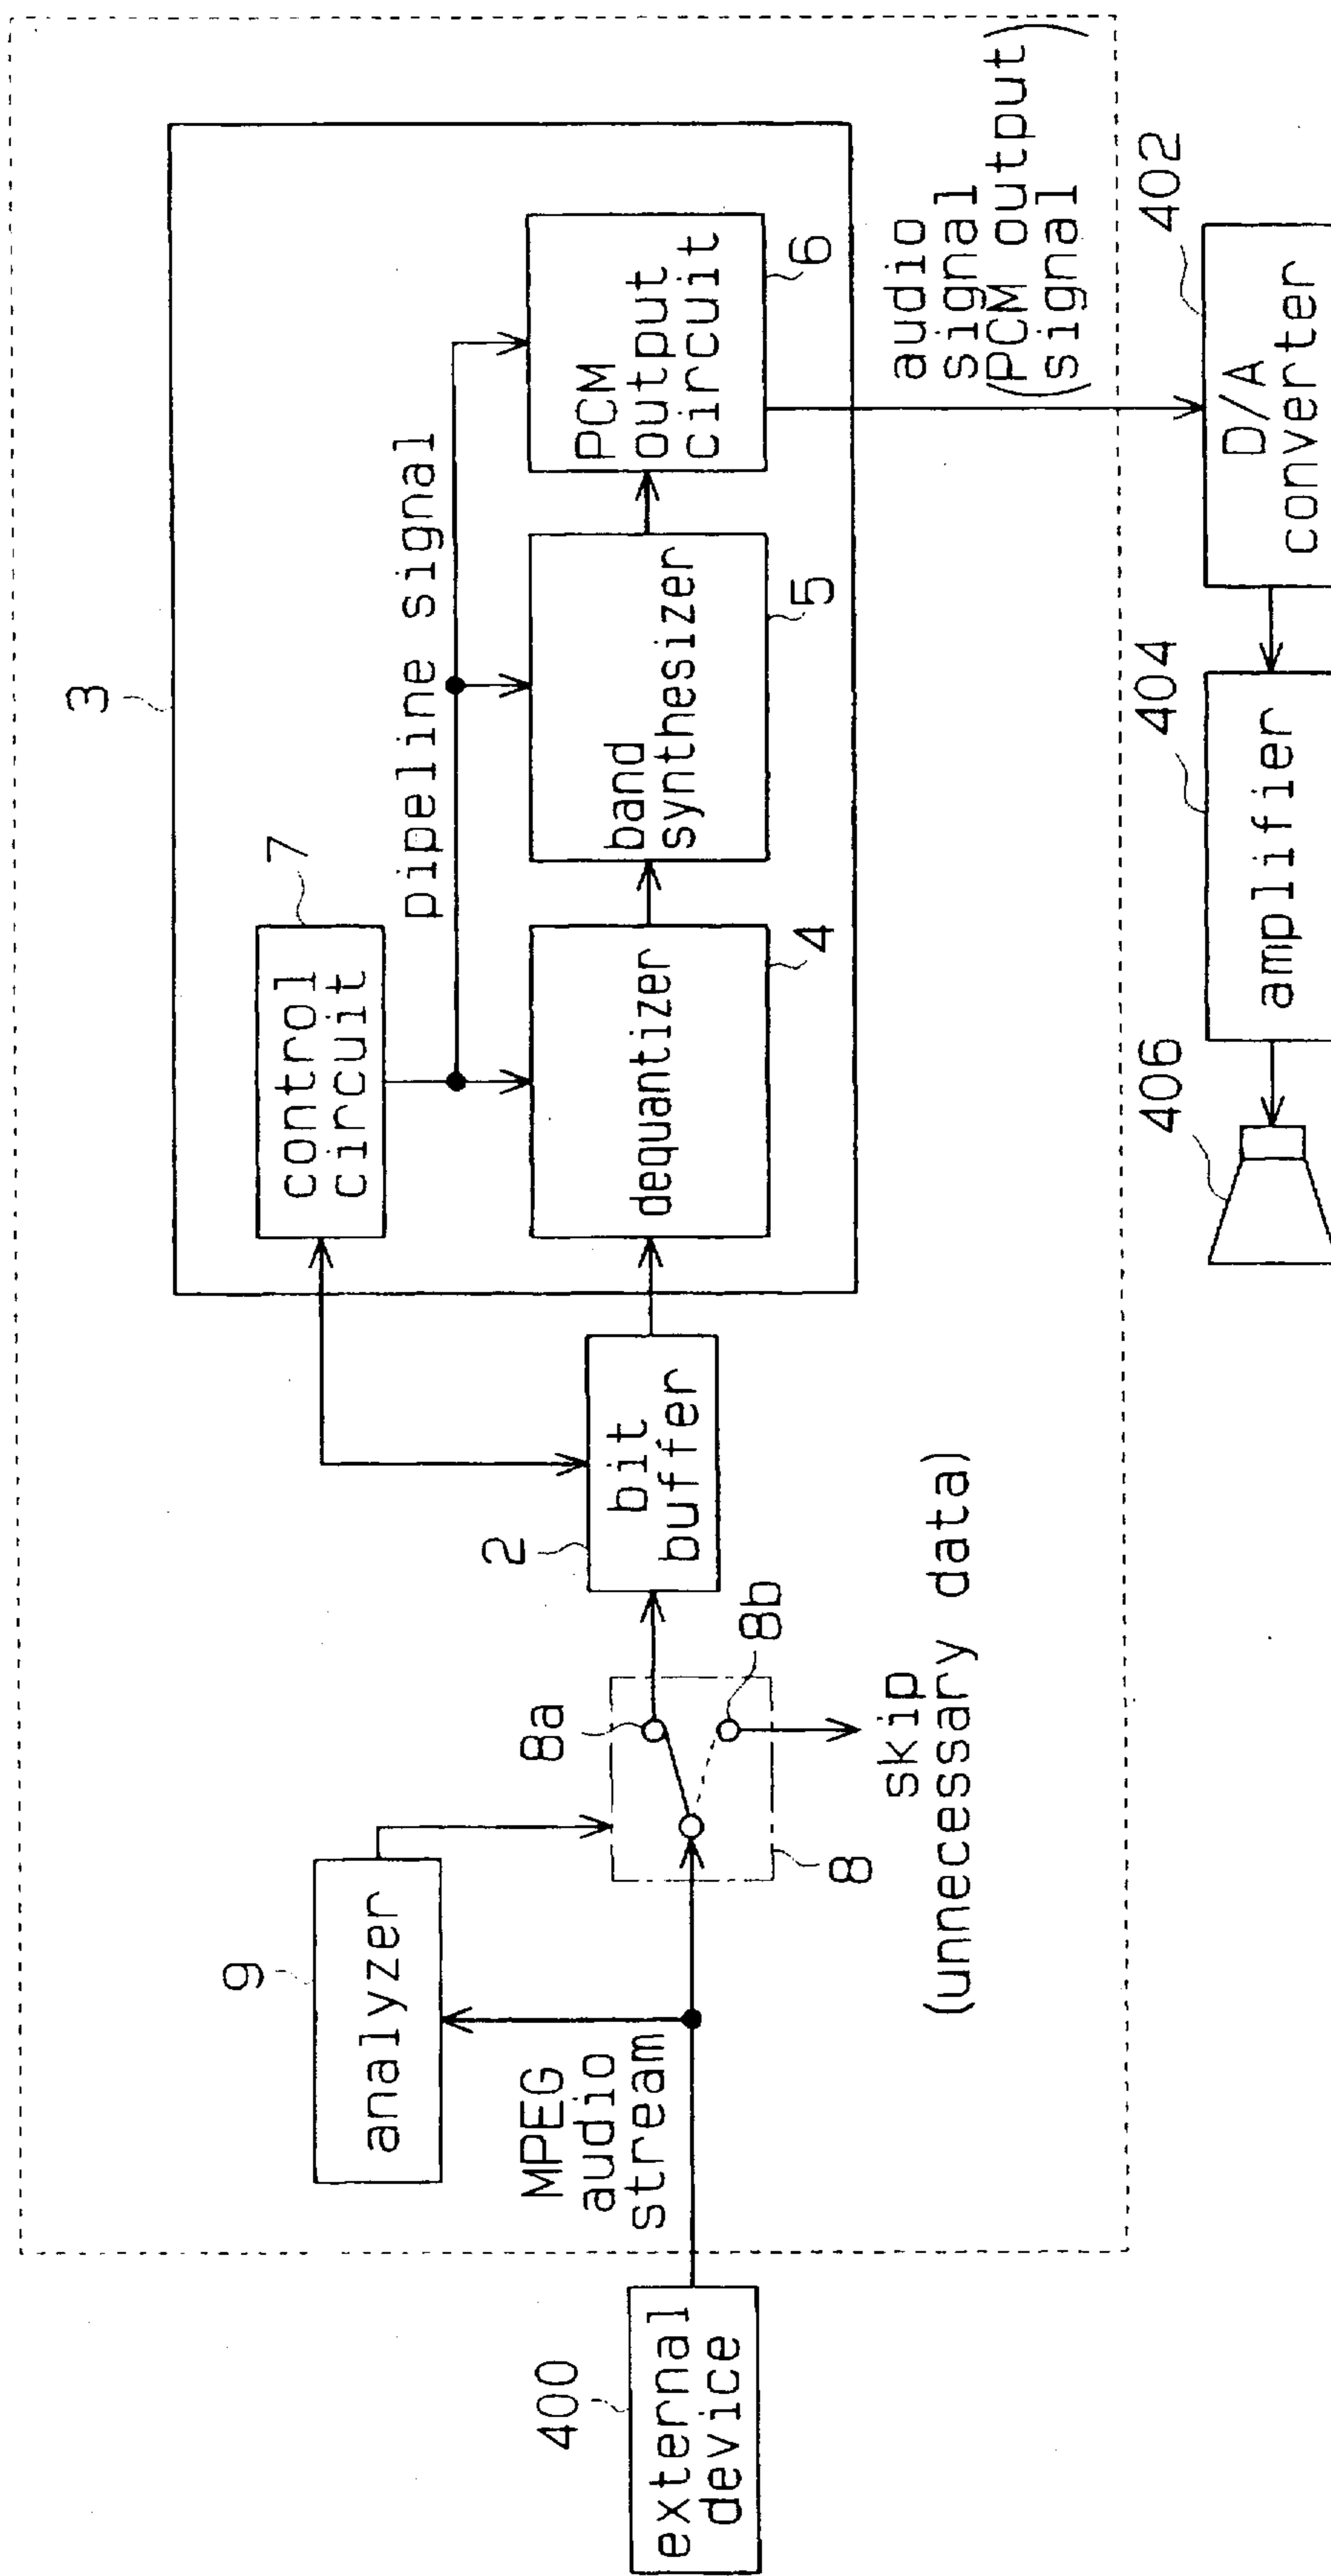 3
7
control
circuit
pipeline signal
9
analyzer
MPEG
audio
stream
400
external
device
8a
8b
8
skip
(unnecessary data)
2
bit
buffer
dequantizer
4
band
synthesizer
5
PCM
output
circuit
6
audio
signal
(PCM output)
(signal)
402
D/A
converter
404
amplifier
406